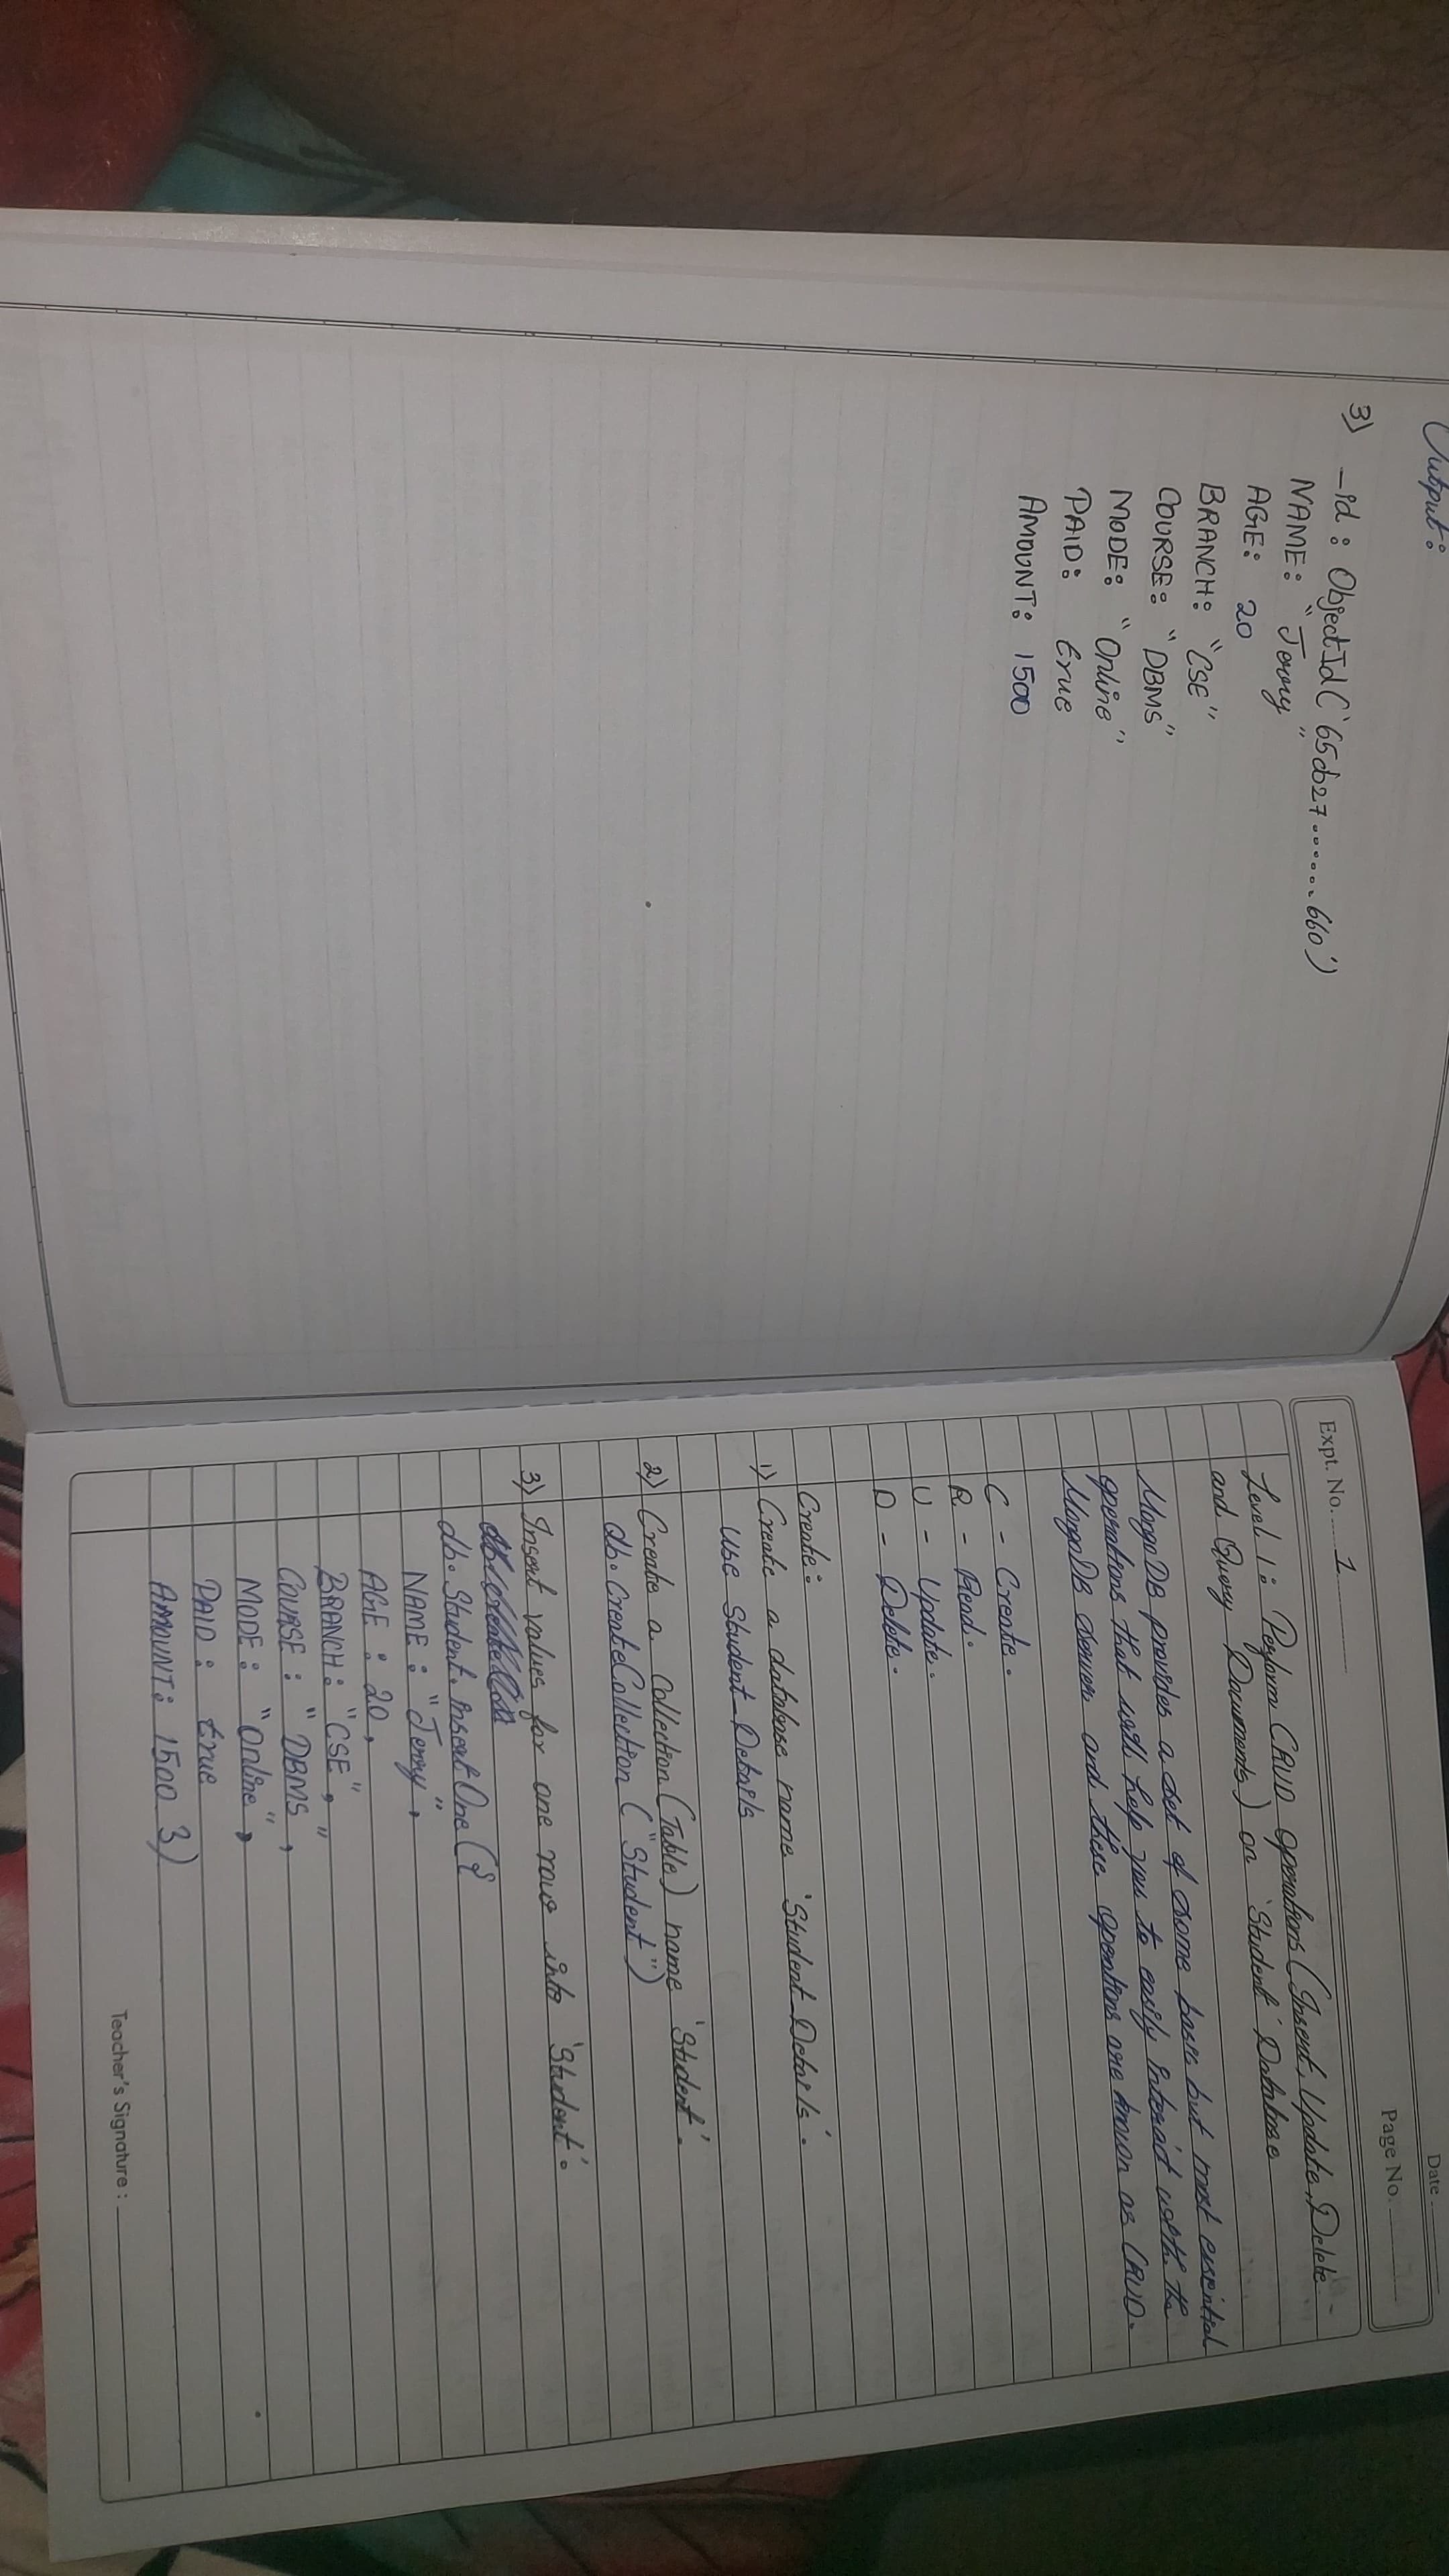 Output:
3) _id: ObjectId('65cb27.......660')
NAME: "Jerry"
AGE: 20
BRANCH: "CSE"
COURSE: "DBMS"
MODE: "Online"
PAID: true
AMOUNT: 1500
Date
Page No.
Expt. No. 1
Level 1: Perform CRUD operations (Insert, Update, Delete
and Query Documents) on 'Student' Database
MongoDB provides a set of some basic but most essential
operations that will help you to easily interact with the
MongoDB server and these operations are known as CRUD.
C - Create.
R - Read.
U - Update.
D - Delete.
Create:
1) Create a database name 'Student_Details'.
use Student_Details
2) Create a Collection (Table) name 'Student'.
db.createCollection("Student")
3) Insert values for one row into 'Student'.
db.Student.insertOne({
NAME: "Jerry",
AGE: 20,
BRANCH: "CSE",
COURSE: "DBMS",
MODE: "Online",
PAID: true
AMOUNT: 1500 })
Teacher's Signature: